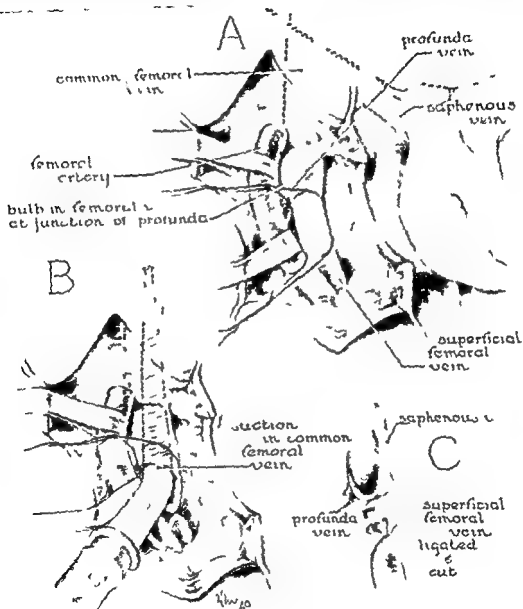 A
profunda
vein
common femoral
saphenous
vein
femoral
artery
bulb in femoral
at junction of profunda
B
superficial
femoral
vein
suction
in common
femoral
vein
saphenous
C
profunda
vein
superficial
femoral
vein
ligated
&
cut